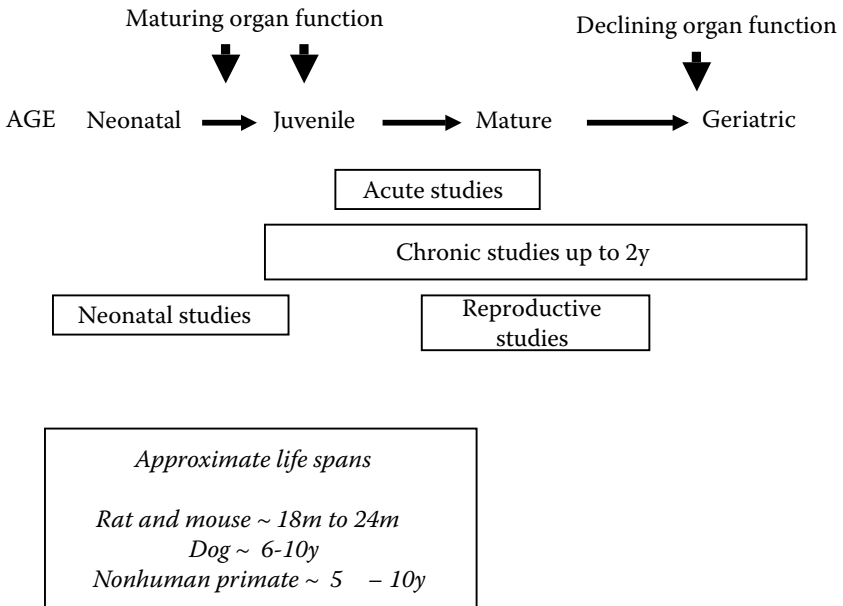 Maturing organ function
Declining organ function
AGE Neonatal Juvenile Mature Geriatric
Acute studies
Chronic studies up to 2y
Neonatal studies
Reproductive
studies
Approximate life spans
Rat and mouse ~ 18m to 24m
Dog ~ 6-10y
Nonhuman primate ~ 5 – 10y